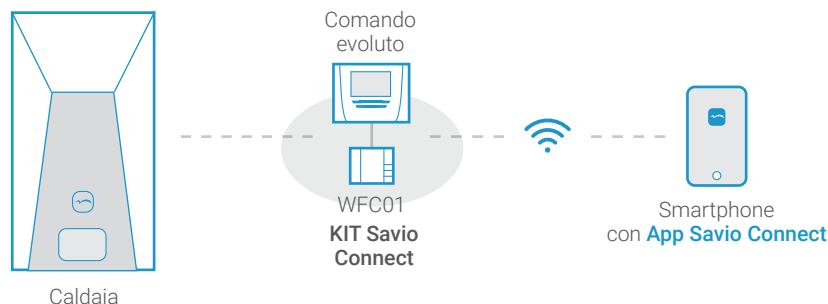 Comando
evoluto
WFC01
KIT Savio
Connect
Smartphone
con App Savio Connect
Caldaia